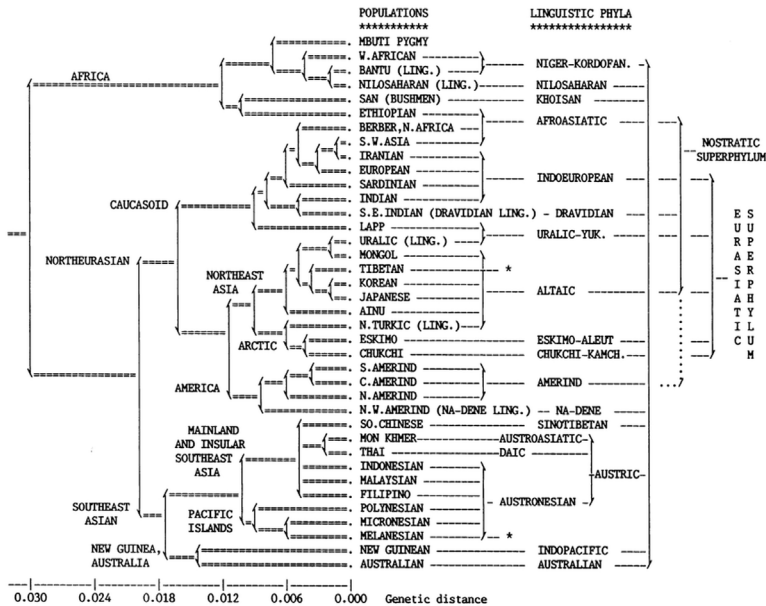 POPULATIONS LINGUISTIC PHYLA
*********** ****************
MBUTI PYGMY
W.AFRICAN
BANTU (LING.) NIGER-KORDOFAN.
AFRICA
NILOSAHARAN (LING.) NILOSAHARAN
SAN (BUSHMEN) KHOISAN
ETHIOPIAN
BERBER,N.AFRICA AFROASIATIC
S.W.ASIA NOSTRATIC
IRANIAN SUPERPHYLUM
EUROPEAN
SARDINIAN INDOEUROPEAN
INDIAN
CAUCASOID
S.E.INDIAN (DRAVIDIAN LING.) - DRAVIDIAN
LAPP
URALIC (LING.) URALIC-YUK.
MONGOL
NORTHEURASIAN
TIBETAN *
NORTHEAST
ASIA
KOREAN
JAPANESE ALTAIC
AINU
N.TURKIC (LING.)
ARCTIC
ESKIMO ESKIMO-ALEUT
CHUKCHI CHUKCHI-KAMCH.
EURASIATIC
SUPERPHYLUM
S.AMERIND
AMERICA
C.AMERIND AMERIND
N.AMERIND
N.W.AMERIND (NA-DENE LING.) -- NA-DENE
SO.CHINESE SINOTIBETAN
MAINLAND
AND INSULAR
SOUTHEAST
ASIA
MON KHMER AUSTROASIATIC
THAI DAIC
INDONESIAN
AUSTRIC
MALAYSIAN
FILIPINO AUSTRONESIAN
SOUTHEAST
ASIAN
PACIFIC
ISLANDS
POLYNESIAN
MICRONESIAN
MELANESIAN *
NEW GUINEA,
AUSTRALIA
NEW GUINEAN INDOPACIFIC
AUSTRALIAN AUSTRALIAN
0.030 0.024 0.018 0.012 0.006 0.000 Genetic distance